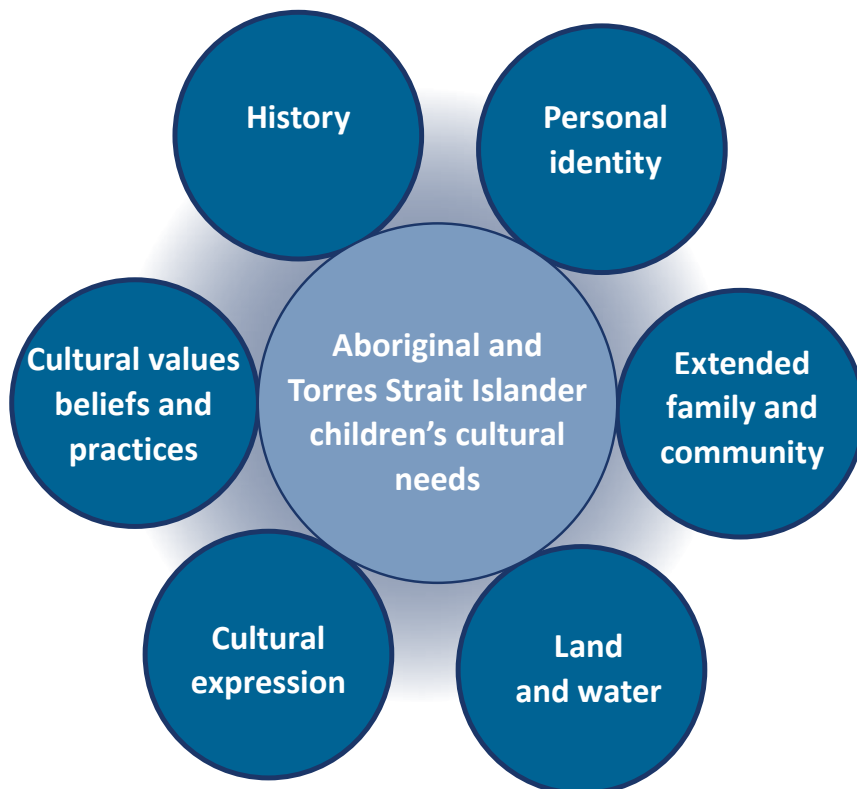 History
Personal
identity
Cultural values
beliefs and
practices
Aboriginal and
Torres Strait Islander
children’s cultural
needs
Extended
family and
community
Cultural
expression
Land
and water